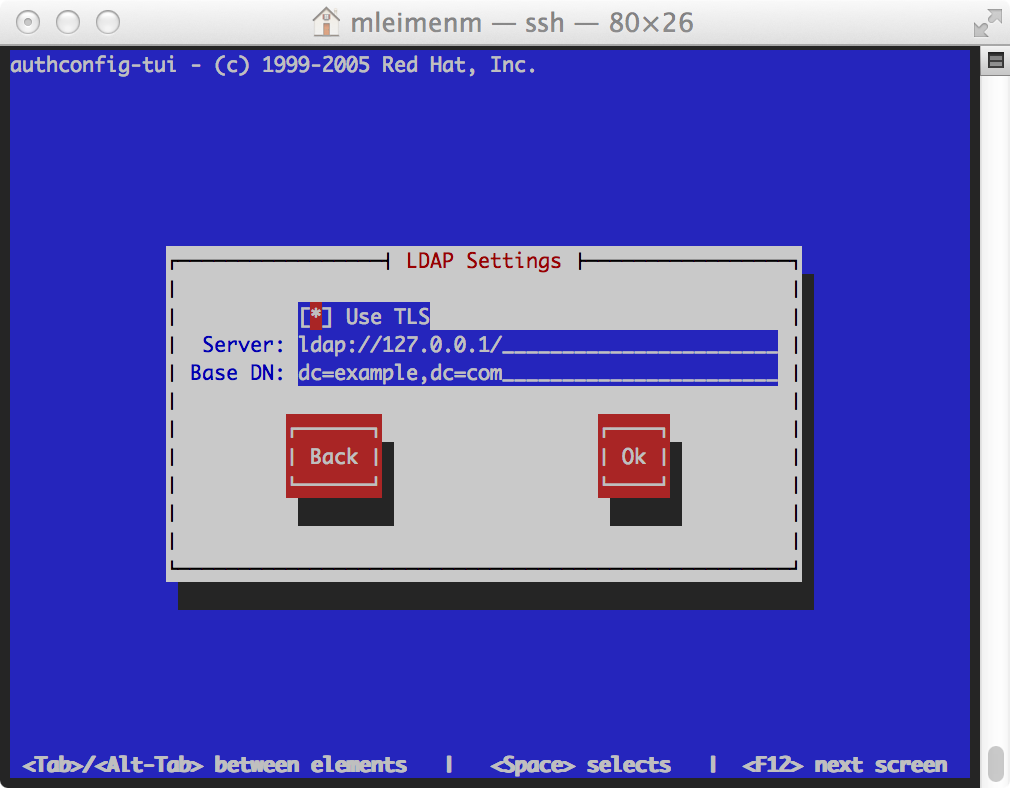 mleimenm — ssh — 80×26
authconfig-tui - (c) 1999-2005 Red Hat, Inc.
LDAP Settings
[*] Use TLS
Server: ldap://127.0.0.1/_______________________
Base DN: dc=example,dc=com_______________________
Back Ok
<Tab>/<Alt-Tab> between elements | <Space> selects | <F12> next screen